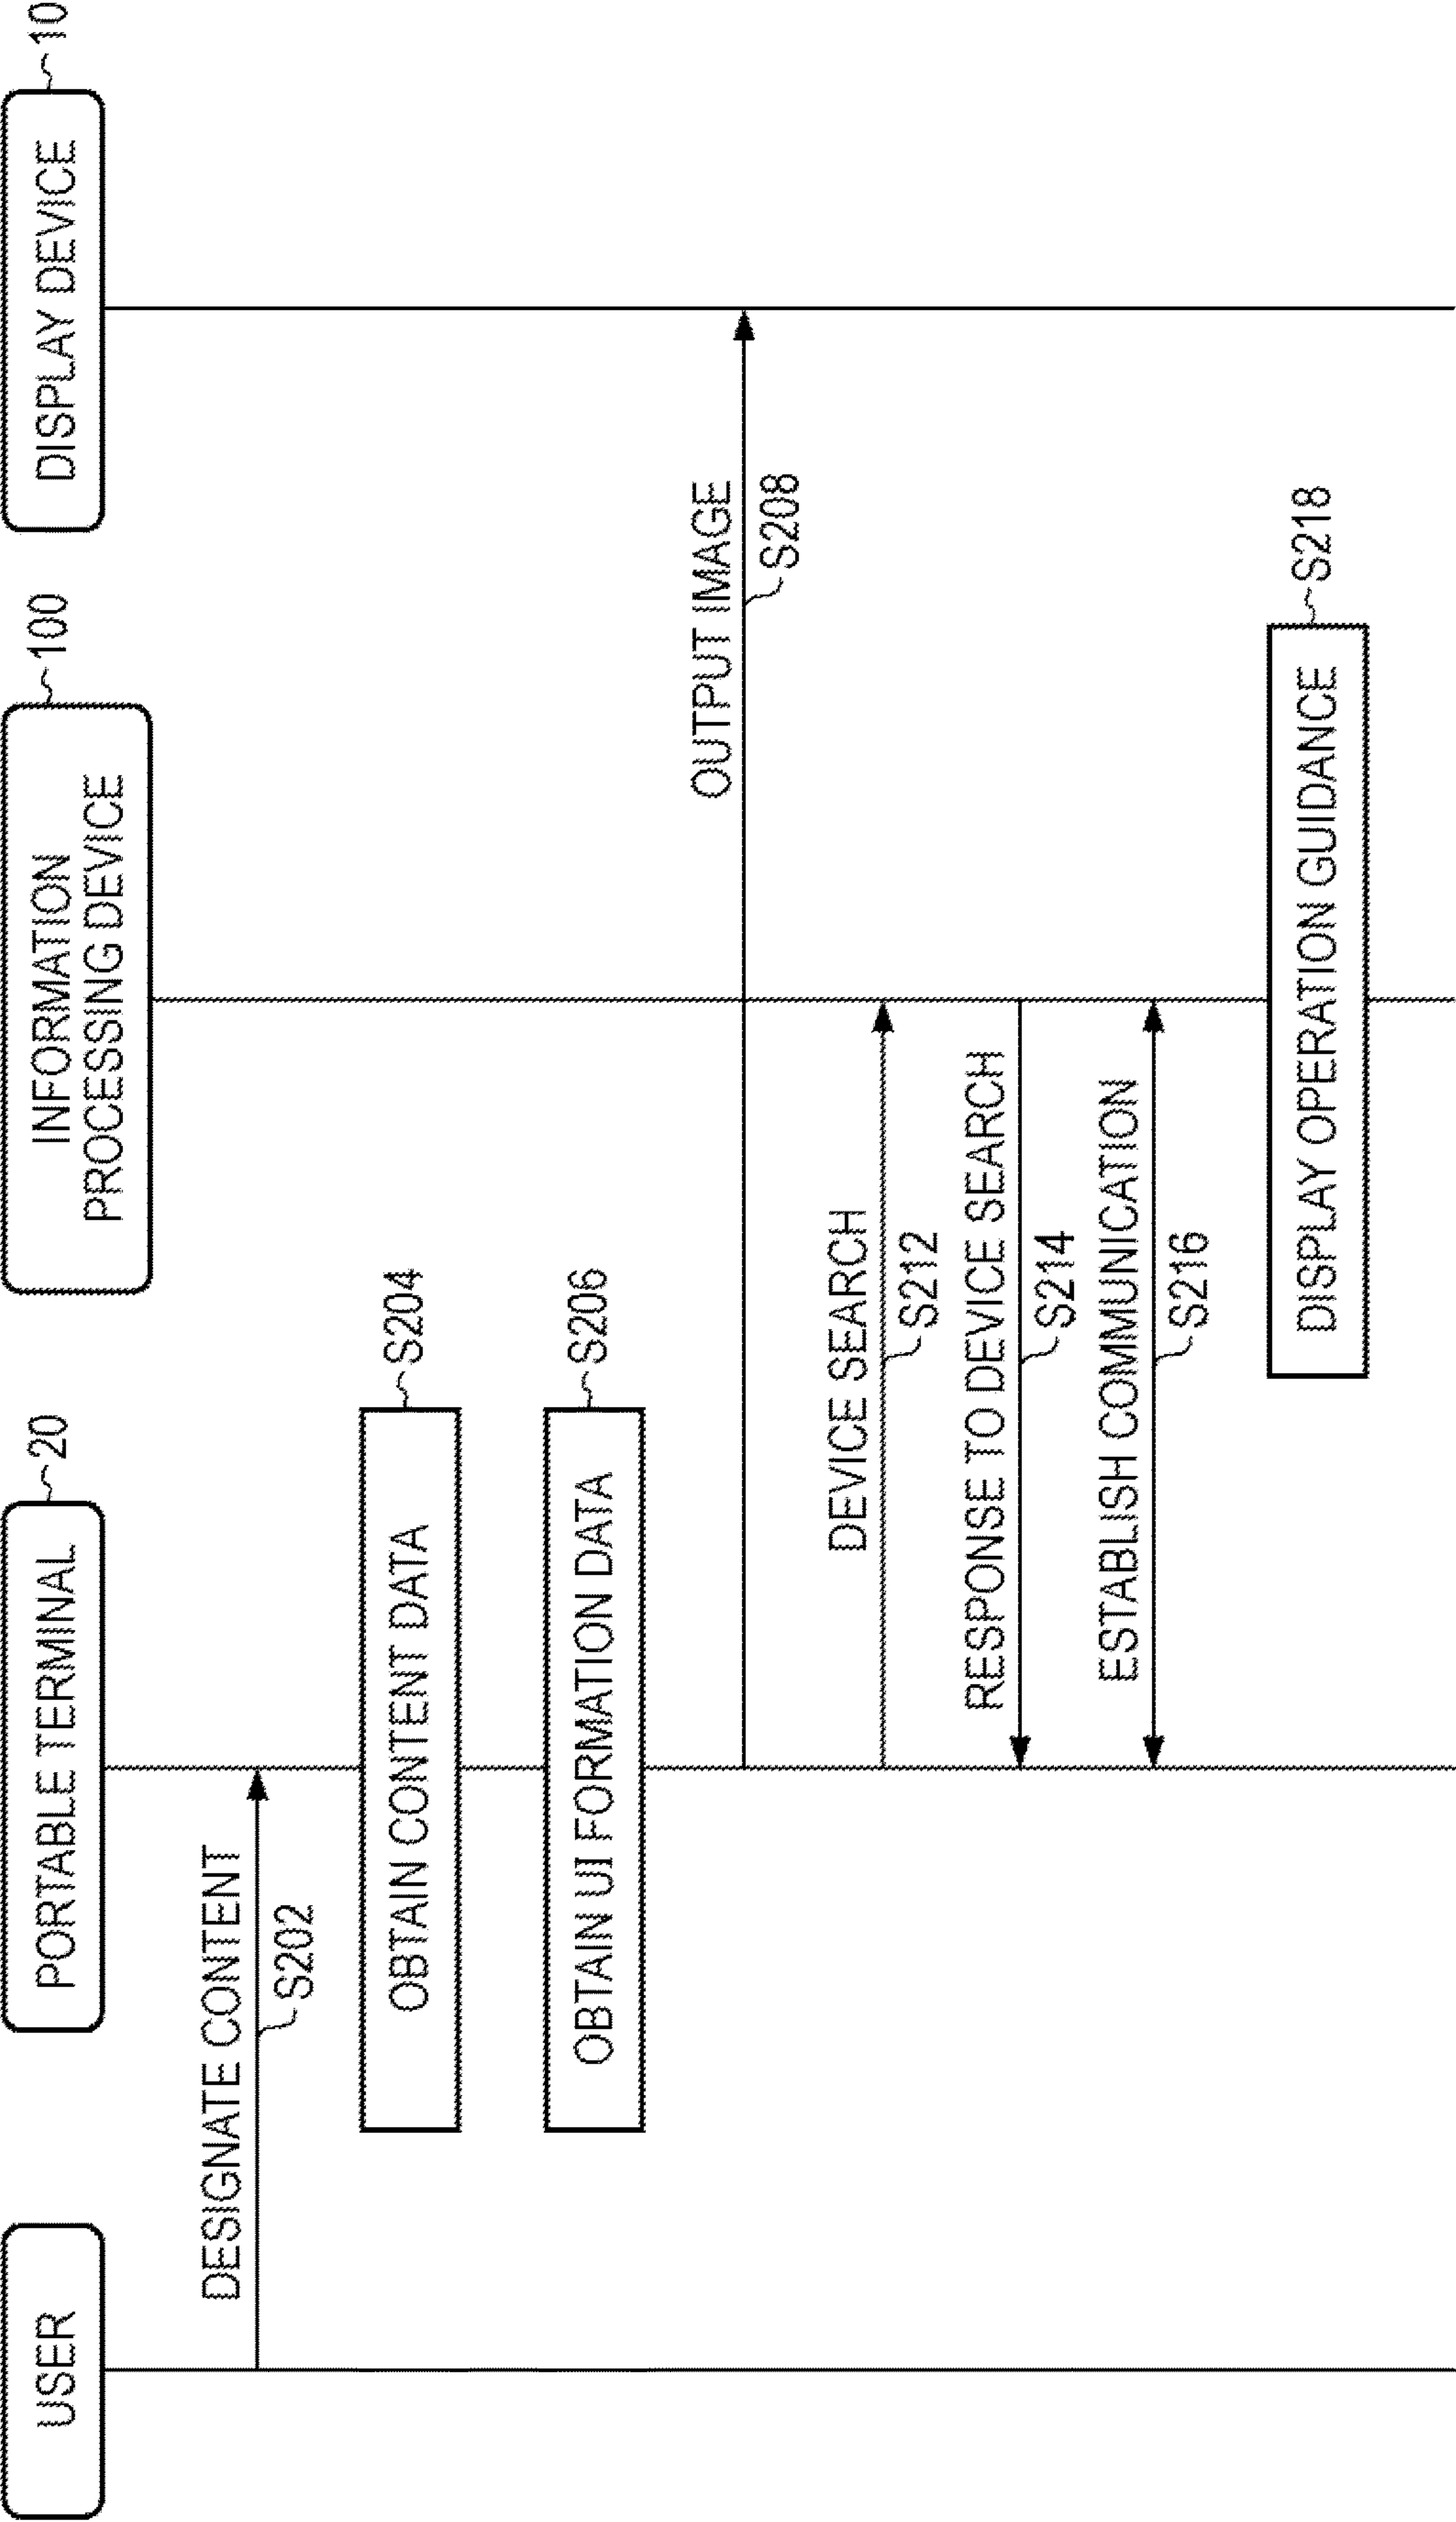 USER
PORTABLE TERMINAL
20
INFORMATION
PROCESSING DEVICE
100
DISPLAY DEVICE
10
DESIGNATE CONTENT
S202
OBTAIN CONTENT DATA
S204
OBTAIN UI FORMATION DATA
S206
OUTPUT IMAGE
S208
DEVICE SEARCH
S212
RESPONSE TO DEVICE SEARCH
S214
ESTABLISH COMMUNICATION
S216
DISPLAY OPERATION GUIDANCE
S218